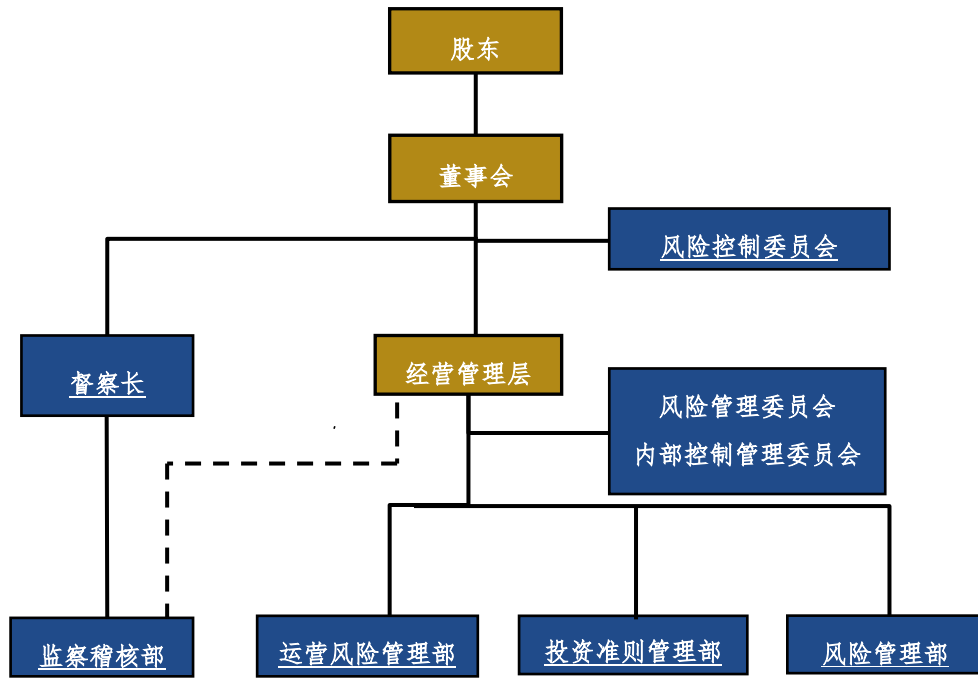 股东
董事会
风险控制委员会
督察长
经营管理层
风险管理委员会
内部控制管理委员会
监察稽核部
运营风险管理部
投资准则管理部
风险管理部